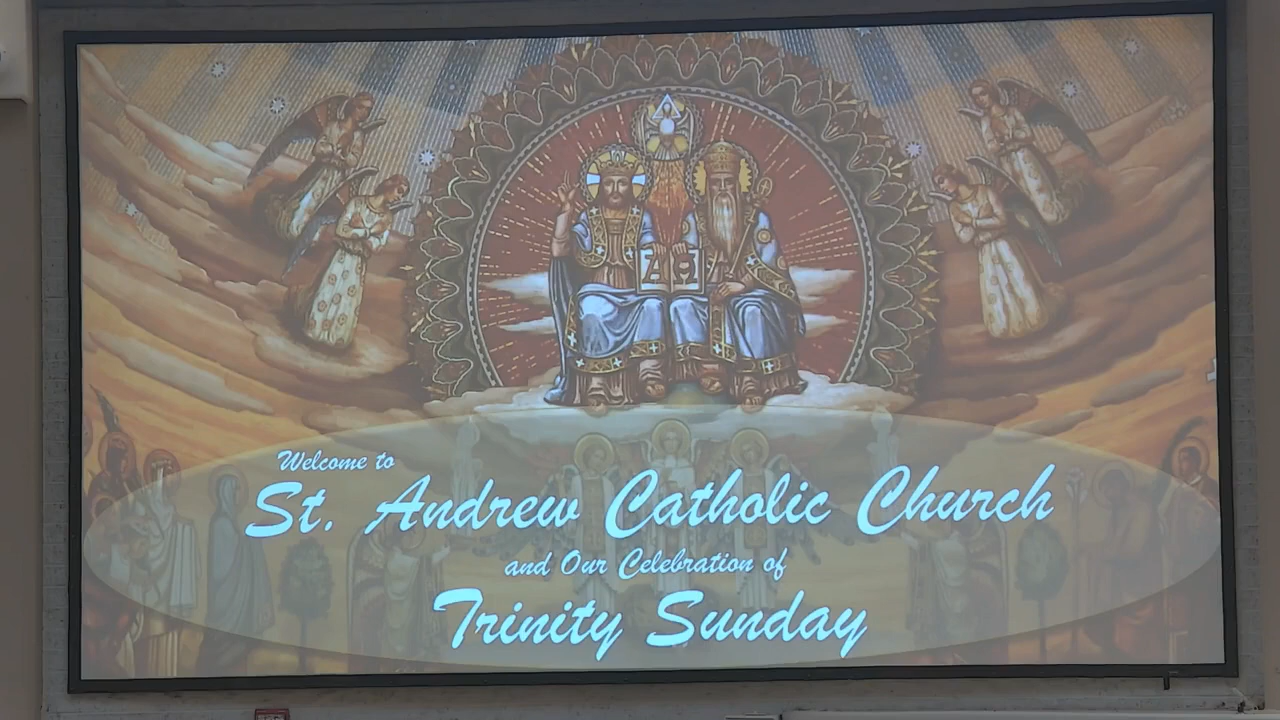 Α Ω
Welcome to
St. Andrew Catholic Church
and Our Celebration of
Trinity Sunday